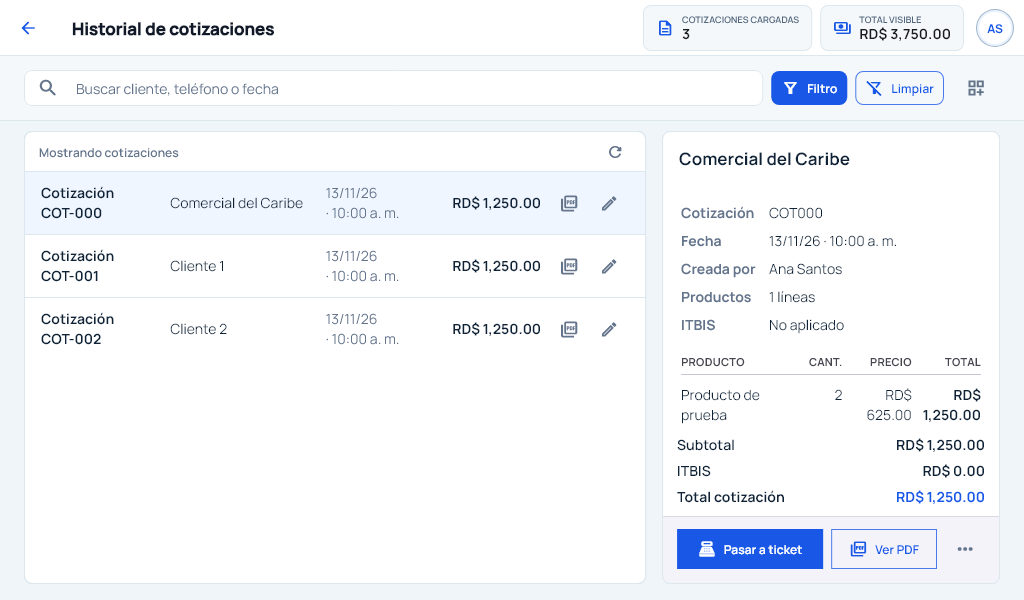 Historial de cotizaciones
COTIZACIONES CARGADAS
3
TOTAL VISIBLE
RD$ 3,750.00
AS
Buscar cliente, teléfono o fecha
Filtro
Limpiar
Mostrando cotizaciones
Cotización
COT-000
Comercial del Caribe
13/11/26
· 10:00 a. m.
RD$ 1,250.00
PDF
Cotización
COT-001
Cliente 1
13/11/26
· 10:00 a. m.
RD$ 1,250.00
PDF
Cotización
COT-002
Cliente 2
13/11/26
· 10:00 a. m.
RD$ 1,250.00
PDF
Comercial del Caribe
Cotización COT000
Fecha 13/11/26 · 10:00 a. m.
Creada por Ana Santos
Productos 1 líneas
ITBIS No aplicado
PRODUCTO CANT. PRECIO TOTAL
Producto de 2 RD$ RD$
prueba 625.00 1,250.00
Subtotal RD$ 1,250.00
ITBIS RD$ 0.00
Total cotización RD$ 1,250.00
Pasar a ticket
PDF Ver PDF